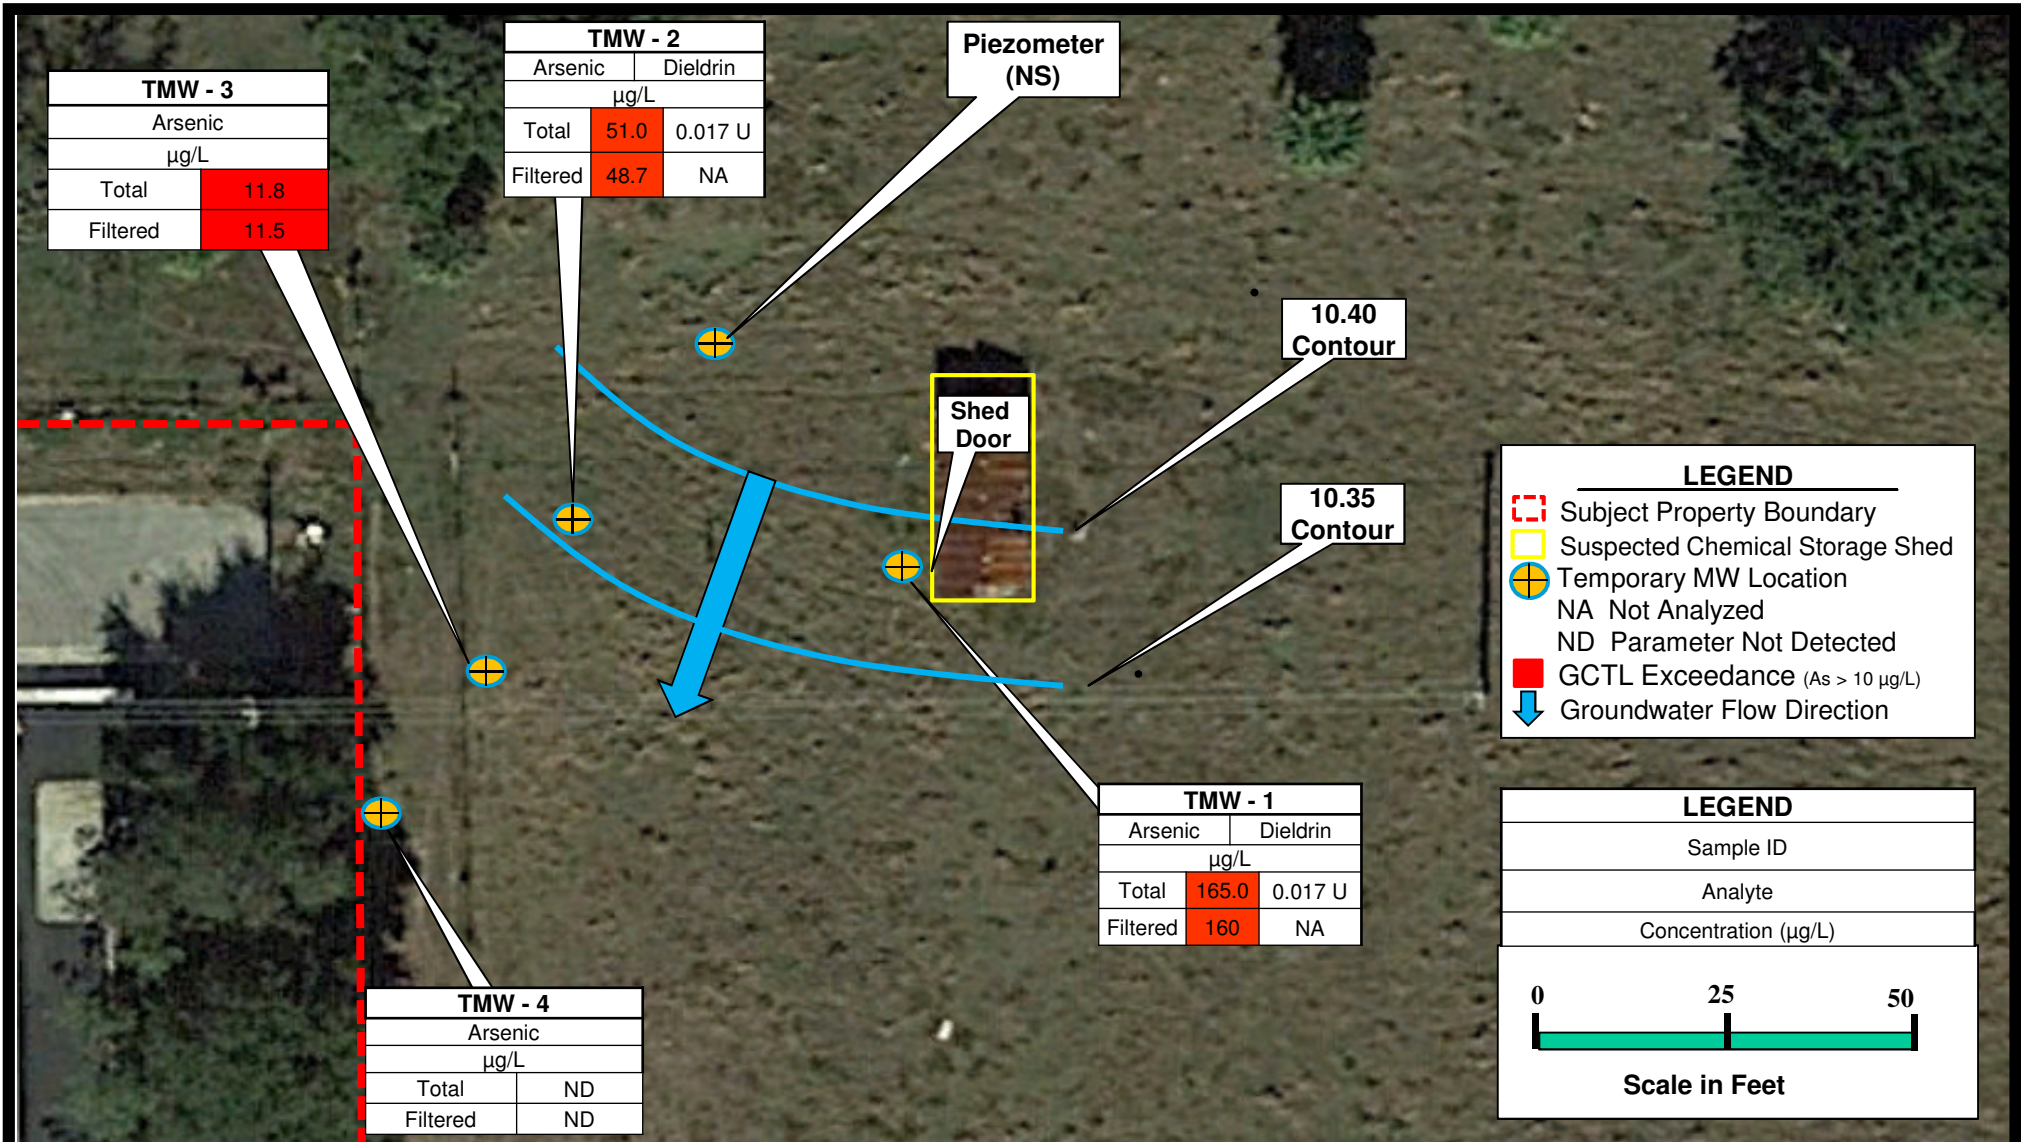 TMW - 3
Arsenic
µg/L
Total 11.8
Filtered 11.5
TMW - 2
Arsenic Dieldrin
µg/L
Total 51.0 0.017 U
Filtered 48.7 NA
Piezometer
(NS)
10.40
Contour
Shed
Door
10.35
Contour
LEGEND
Subject Property Boundary
Suspected Chemical Storage Shed
Temporary MW Location
NA Not Analyzed
ND Parameter Not Detected
GCTL Exceedance (As > 10 µg/L)
Groundwater Flow Direction
TMW - 1
Arsenic Dieldrin
µg/L
Total 165.0 0.017 U
Filtered 160 NA
LEGEND
Sample ID
Analyte
Concentration (µg/L)
0 25 50
Scale in Feet
TMW - 4
Arsenic
µg/L
Total ND
Filtered ND